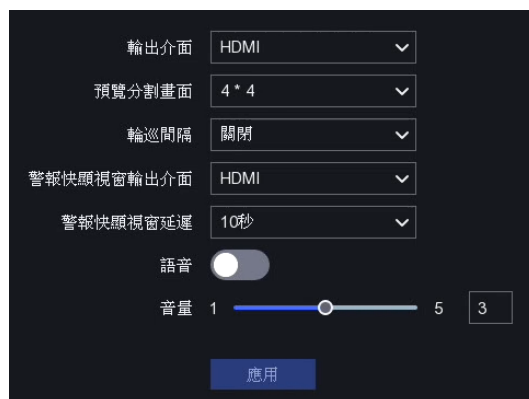 輸出介面 HDMI
預覽分割畫面 4 * 4
輪巡間隔 關閉
警報快顯視窗輸出介面 HDMI
警報快顯視窗延遲 10秒
語音
音量 1 5 3
應用